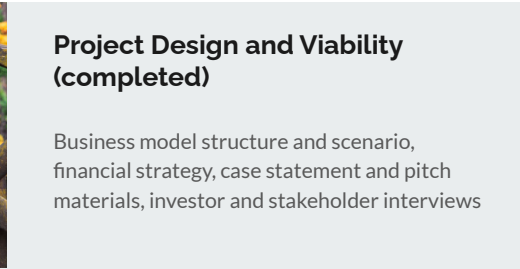 Project Design and Viability
(completed)
Business model structure and scenario,
financial strategy, case statement and pitch
materials, investor and stakeholder interviews